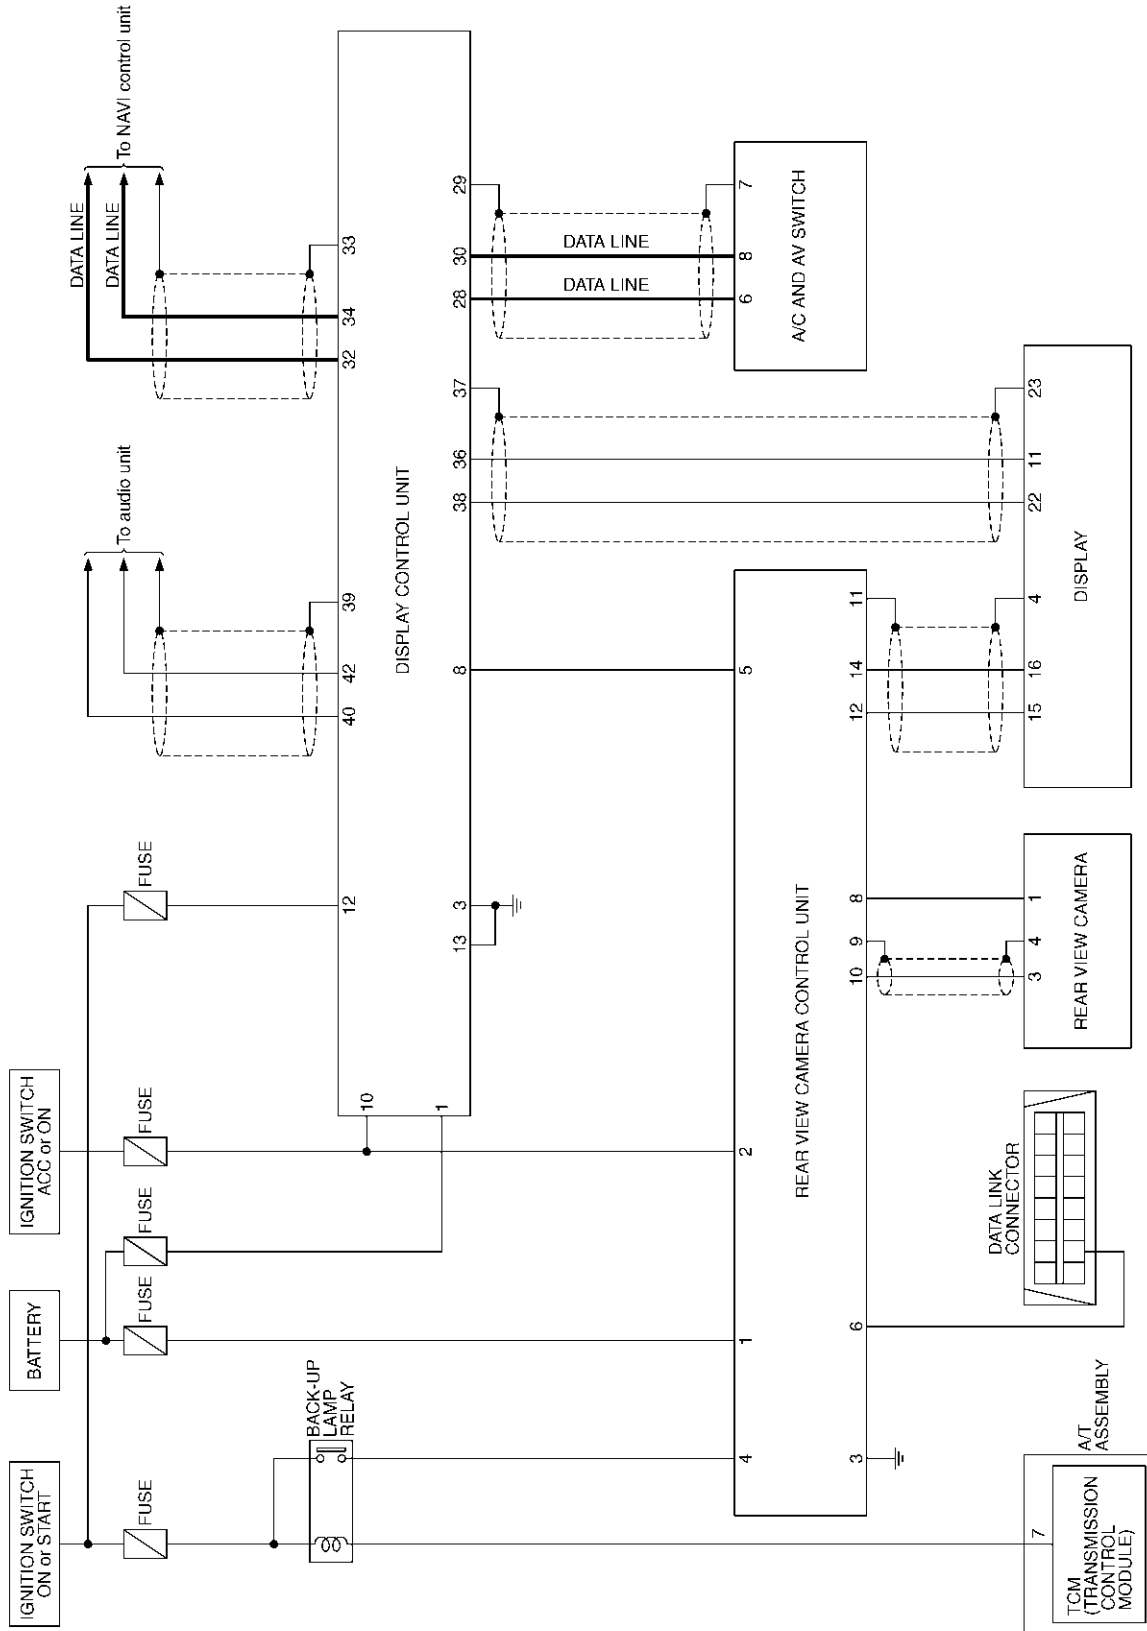 IGNITION SWITCH
ON or START
BATTERY
IGNITION SWITCH
ACC or ON
FUSE
FUSE
FUSE
FUSE
FUSE
To audio unit
To NAVI control unit
DATA LINE
DATA LINE
BACK-UP
LAMP
RELAY
10
1
12
40
42
39
32
34
33
DISPLAY CONTROL UNIT
13
3
8
38
36
37
28
30
29
DATA LINE
DATA LINE
6
8
7
A/C AND AV SWITCH
4
1
2
5
REAR VIEW CAMERA CONTROL UNIT
3
6
10
9
8
12
14
11
TCM
(TRANSMISSION
CONTROL
MODULE)
7
A/T
ASSEMBLY
DATA LINK
CONNECTOR
3
4
1
REAR VIEW CAMERA
15
16
4
22
11
23
DISPLAY